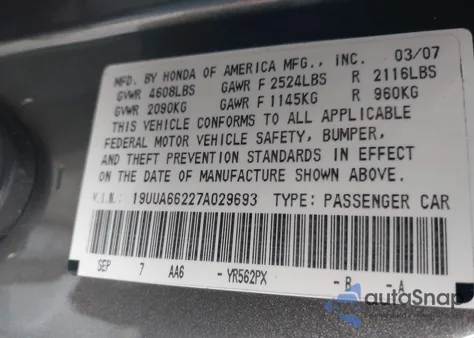 MFD. BY HONDA OF AMERICA MFG., INC. 03/07
GVWR 4608LBS GAWR F 2524LBS R 2116LBS
GVWR 2090KG GAWR F 1145KG R 960KG
THIS VEHICLE CONFORMS TO ALL APPLICABLE
FEDERAL MOTOR VEHICLE SAFETY, BUMPER,
AND THEFT PREVENTION STANDARDS IN EFFECT
ON THE DATE OF MANUFACTURE SHOWN ABOVE.
V.I.N.: 19UUA66227A029693 TYPE: PASSENGER CAR
SEP 7 AA6 - YR562PX - B - A
autoSnap